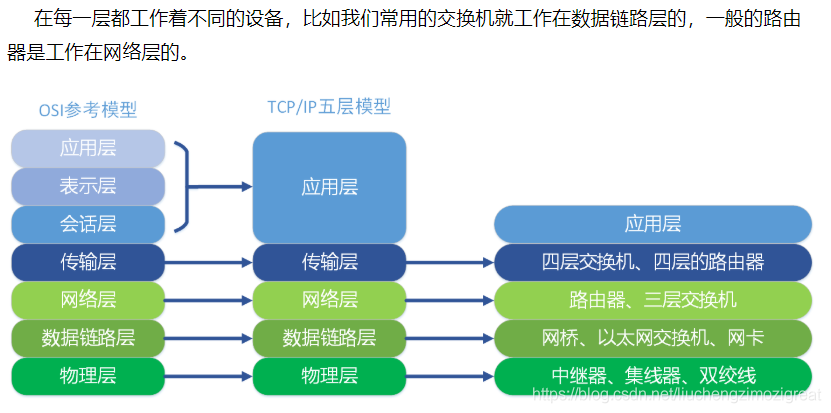 在每一层都工作着不同的设备，比如我们常用的交换机就工作在数据链路层的，一般的路由
器是工作在网络层的。
OSI参考模型
TCP/IP五层模型
应用层
表示层
会话层
应用层
应用层
传输层
传输层
四层交换机、四层的路由器
网络层
网络层
路由器、三层交换机
数据链路层
数据链路层
网桥、以太网交换机、网卡
物理层
物理层
中继器、集线器、双绞线
https://blog.csdn.net/liuchengzimozigreat